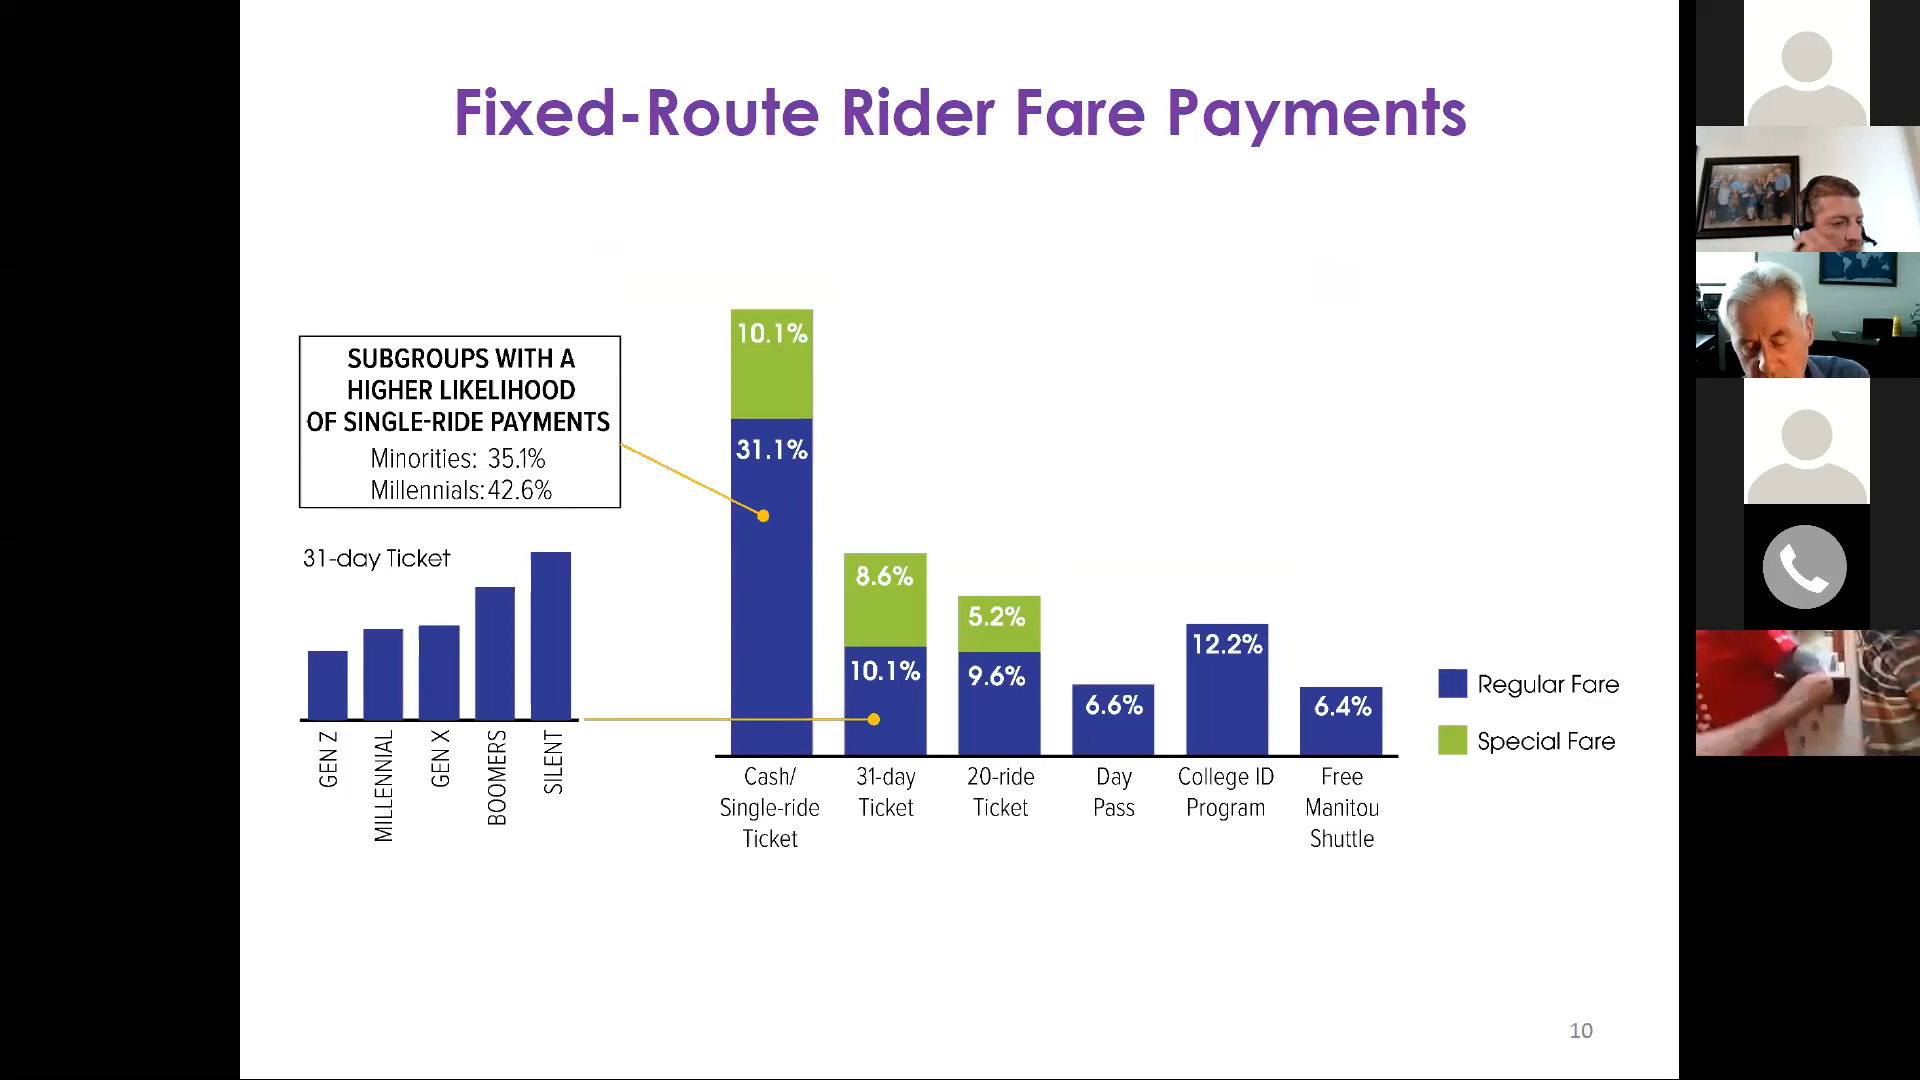 Fixed-Route Rider Fare Payments
SUBGROUPS WITH A
HIGHER LIKELIHOOD
OF SINGLE-RIDE PAYMENTS
Minorities: 35.1%
Millennials: 42.6%
31-day Ticket
GEN Z
MILLENNIAL
GEN X
BOOMERS
SILENT
10.1%
31.1%
8.6%
10.1%
5.2%
9.6%
6.6%
12.2%
6.4%
Cash/
Single-ride
Ticket
31-day
Ticket
20-ride
Ticket
Day
Pass
College ID
Program
Free
Manitou
Shuttle
Regular Fare
Special Fare
10